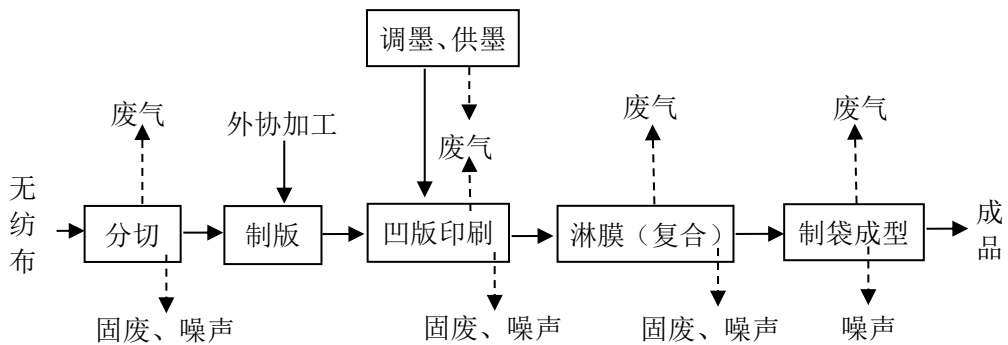 调墨、供墨
废气
外协加工
废气
废气
废气
无纺布
分切
制版
凹版印刷
淋膜（复合）
制袋成型
成品
固废、噪声
固废、噪声
固废、噪声
噪声